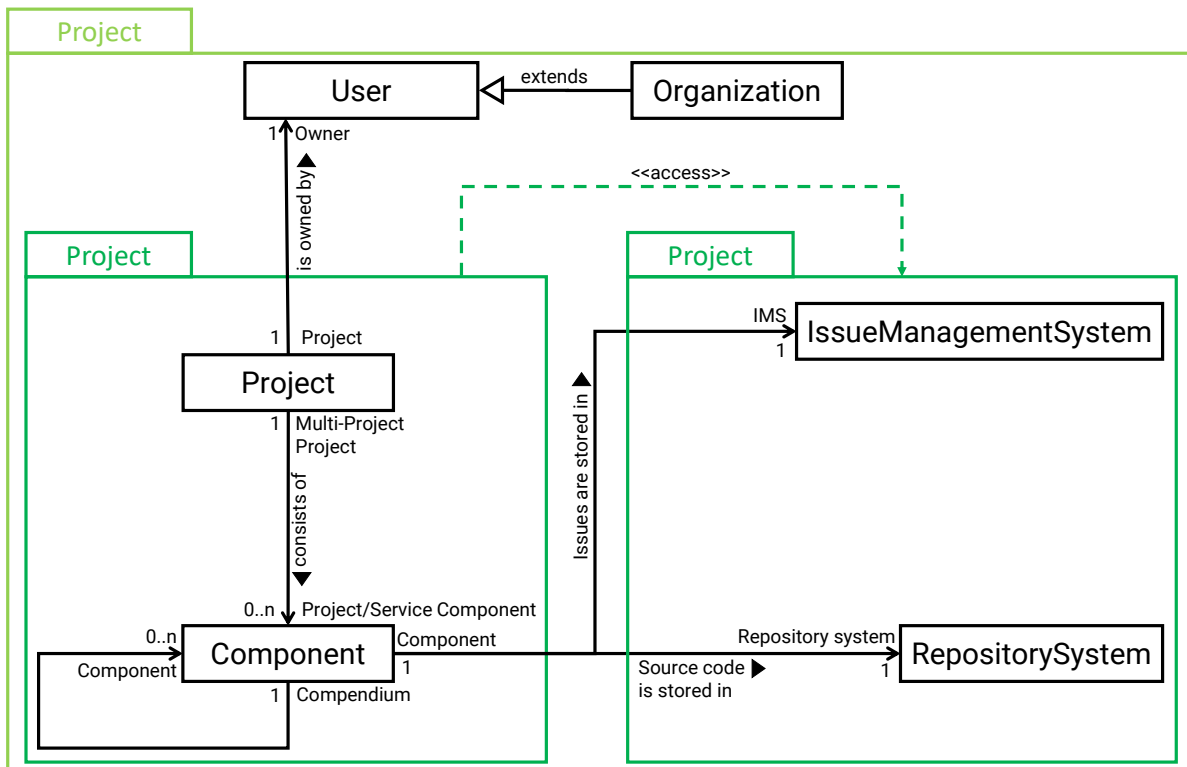 Project
User
extends
Organization
1 Owner
is owned by
<<access>>
Project
Project
1 Project
IMS
1
IssueManagementSystem
Project
1 Multi-Project
Project
Issues are stored in
consists of
0..n Project/Service Component
0..n
Component
Component
Component
1
Repository system
1
RepositorySystem
Source code
is stored in
1 Compendium